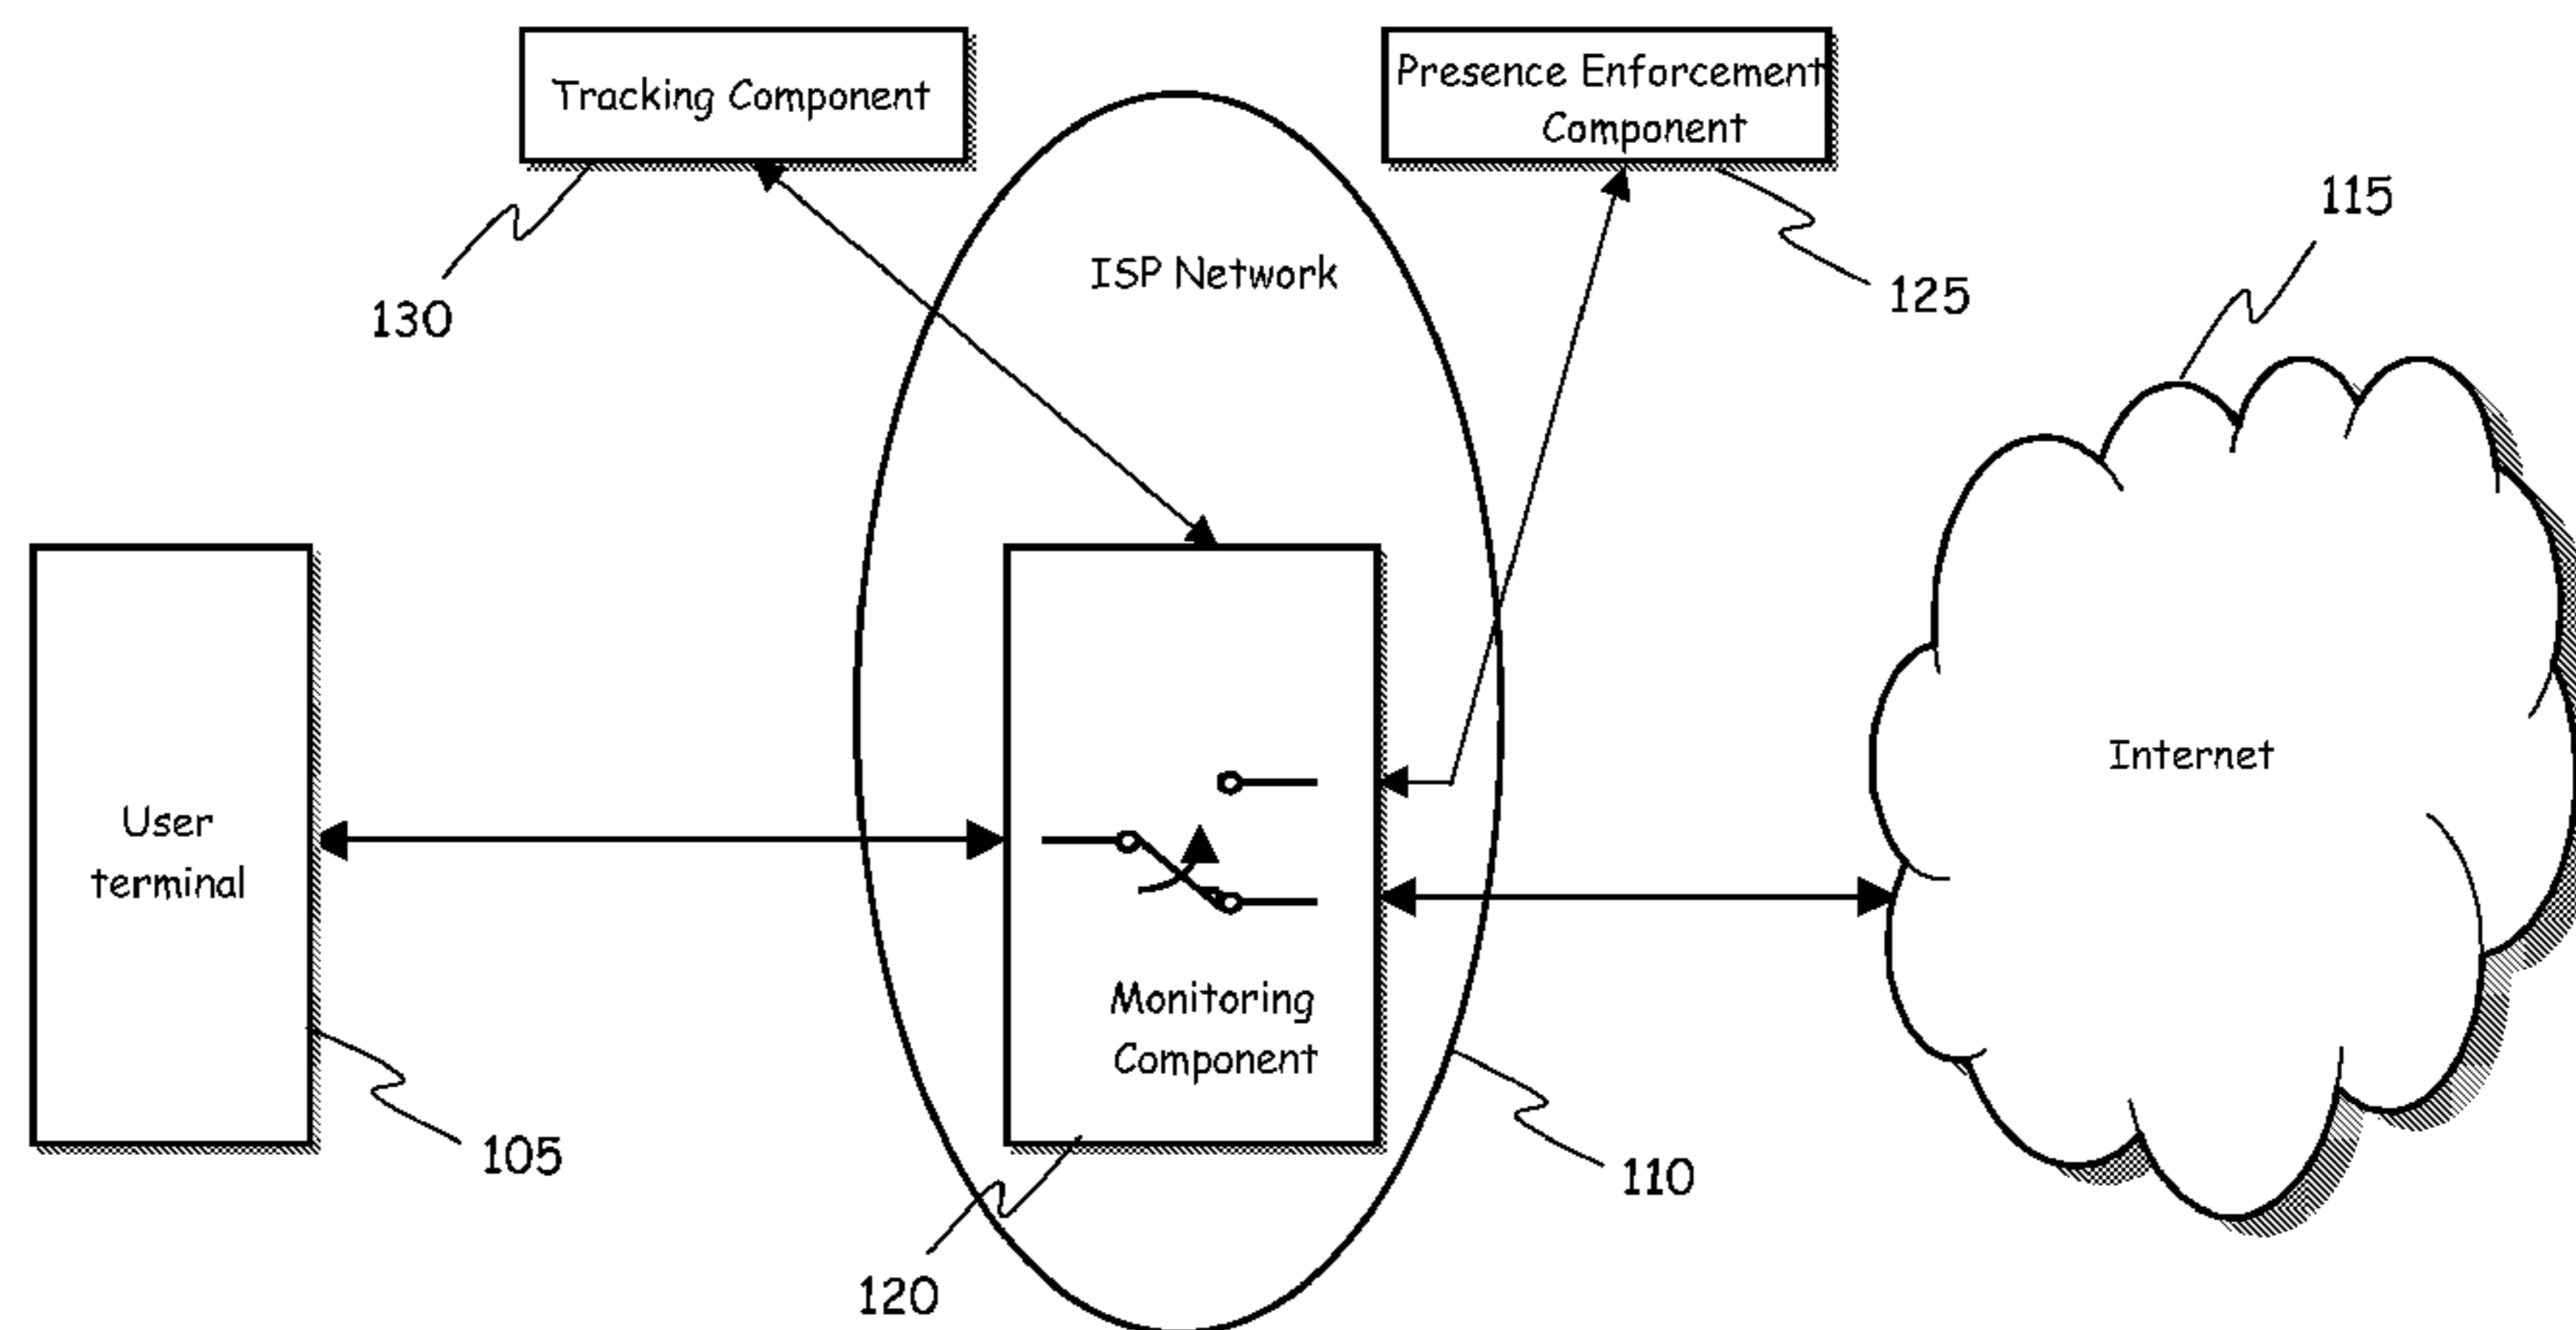 Tracking Component
Presence Enforcement
Component
115
ISP Network
125
130
Internet
User
terminal
Monitoring
Component
105
110
120